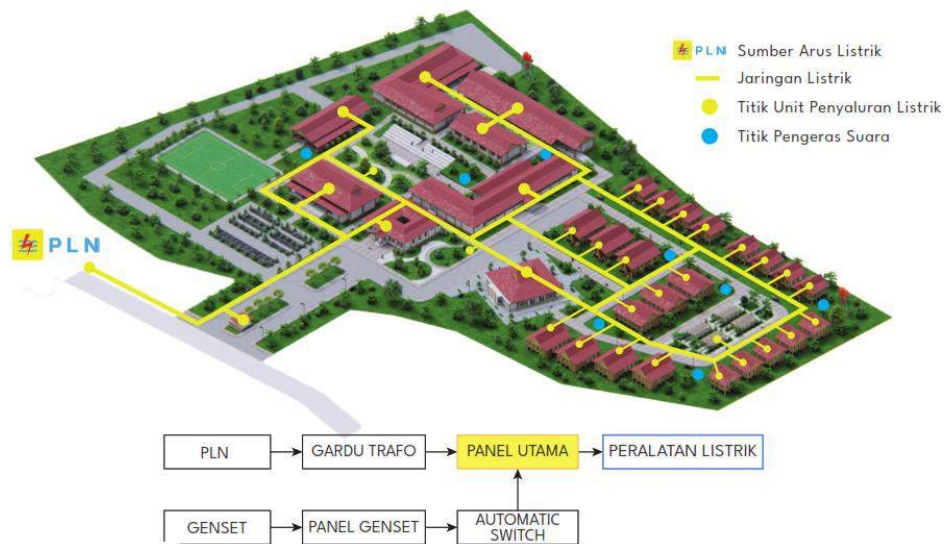 PLN Sumber Arus Listrik
Jaringan Listrik
Titik Unit Penyaluran Listrik
Titik Pengeras Suara
PLN
PLN
GARDU TRAFO
PANEL UTAMA
PERALATAN LISTRIK
GENSET
PANEL GENSET
AUTOMATIC
SWITCH